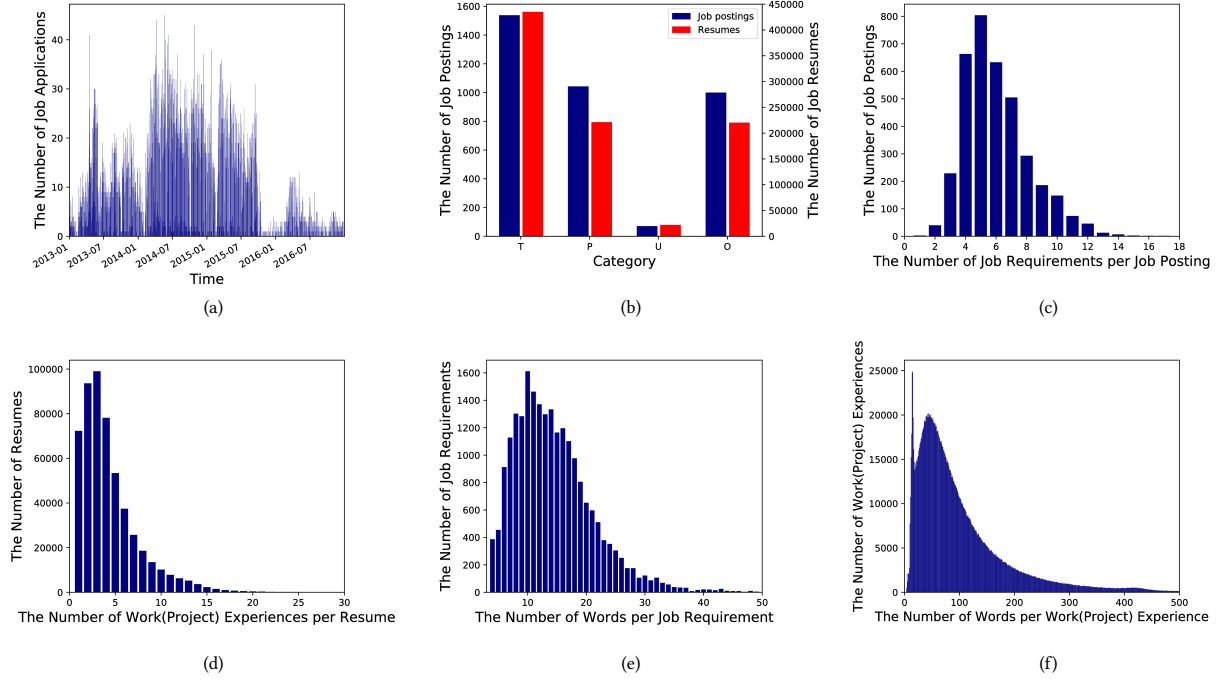 The Number of Job Applications
40
30
20
10
0
2013-01
2013-07
2014-01
2014-07
2015-01
2015-07
2016-01
2016-07
Time
(a)
The Number of Job Postings
1600
1400
1200
1000
800
600
400
200
0
Job postings
Resumes
450000
400000
350000
300000
250000
200000
150000
100000
50000
0
The Number of Job Resumes
T P U O
Category
(b)
The Number of Job Postings
800
700
600
500
400
300
200
100
0
0 2 4 6 8 10 12 14 16 18
The Number of Job Requirements per Job Posting
(c)
The Number of Resumes
100000
80000
60000
40000
20000
0
0 5 10 15 20 25 30
The Number of Work(Project) Experiences per Resume
(d)
The Number of Job Requirements
1600
1400
1200
1000
800
600
400
200
0
10 20 30 40 50
The Number of Words per Job Requirement
(e)
The Number of Work(Project) Experiences
25000
20000
15000
10000
5000
0
0 100 200 300 400 500
The Number of Words per Work(Project) Experience
(f)